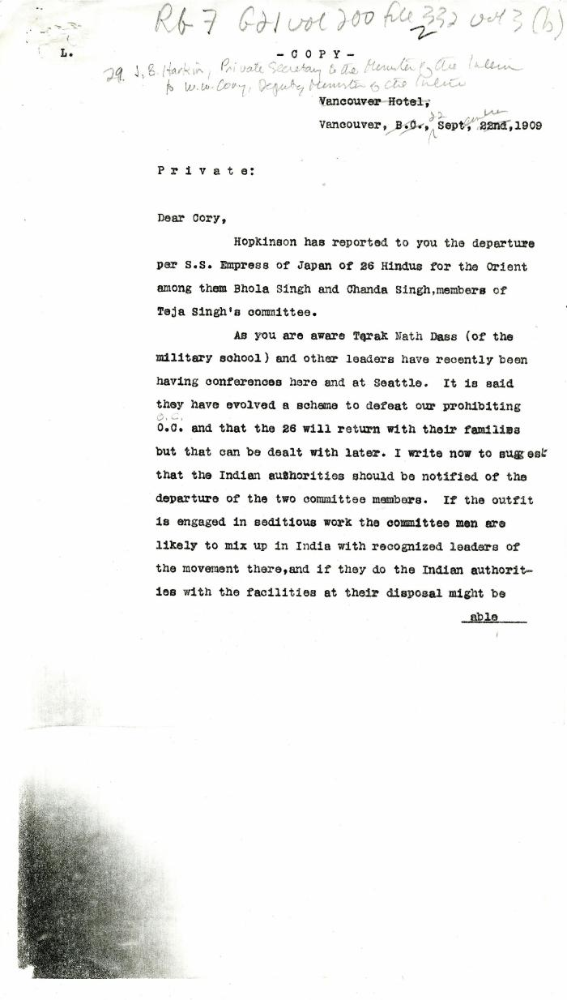 RG 7 G21 vol 200 file 332 vol 3 (b)
2
L.
- C O P Y -
29. J.B. Harkin, Private Secretary to the Minister of the Interior
to W.W. Cory, Deputy Minister of the Interior
Vancouver Hotel,
Vancouver, B.C., 22 Sept, ember 22nd, 1909
P r i v a t e:
Dear Cory,
Hopkinson has reported to you the departure
per S.S. Empress of Japan of 26 Hindus for the Orient
among them Bhola Singh and Chanda Singh,members of
Teja Singh's committee.
As you are aware Tarak Nath Dass (of the
military school) and other leaders have recently been
having conferences here and at Seattle. It is said
they have evolved a scheme to defeat our prohibiting
O.C.
O.C. and that the 26 will return with their families
but that can be dealt with later. I write now to suggest
that the Indian authorities should be notified of the
departure of the two committee members. If the outfit
is engaged in seditious work the committee men are
likely to mix up in India with recognized leaders of
the movement there,and if they do the Indian authorit-
ies with the facilities at their disposal might be
able